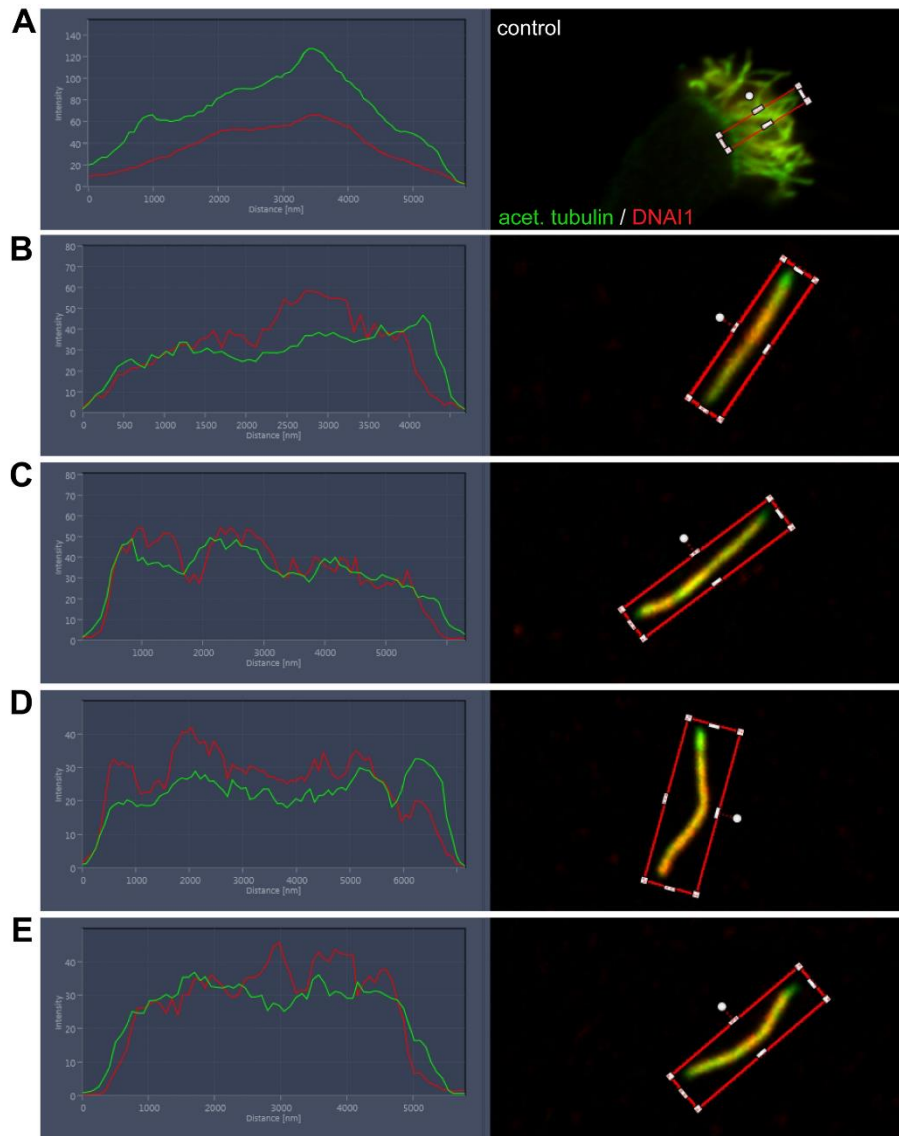 A
control
Intensity
140
120
100
80
60
40
20
0
0 1000 2000 3000 4000 5000
Distance [nm]
acet. tubulin / DNAI1
B
Intensity
80
70
60
50
40
30
20
10
0
0 500 1000 1500 2000 2500 3000 3500 4000
Distance [nm]
C
Intensity
80
70
60
50
40
30
20
10
0
1000 2000 3000 4000 5000
Distance [nm]
D
Intensity
40
30
20
10
0
0 1000 2000 3000 4000 5000 6000
Distance [nm]
E
Intensity
40
30
20
10
0
0 1000 2000 3000 4000 5000
Distance [nm]